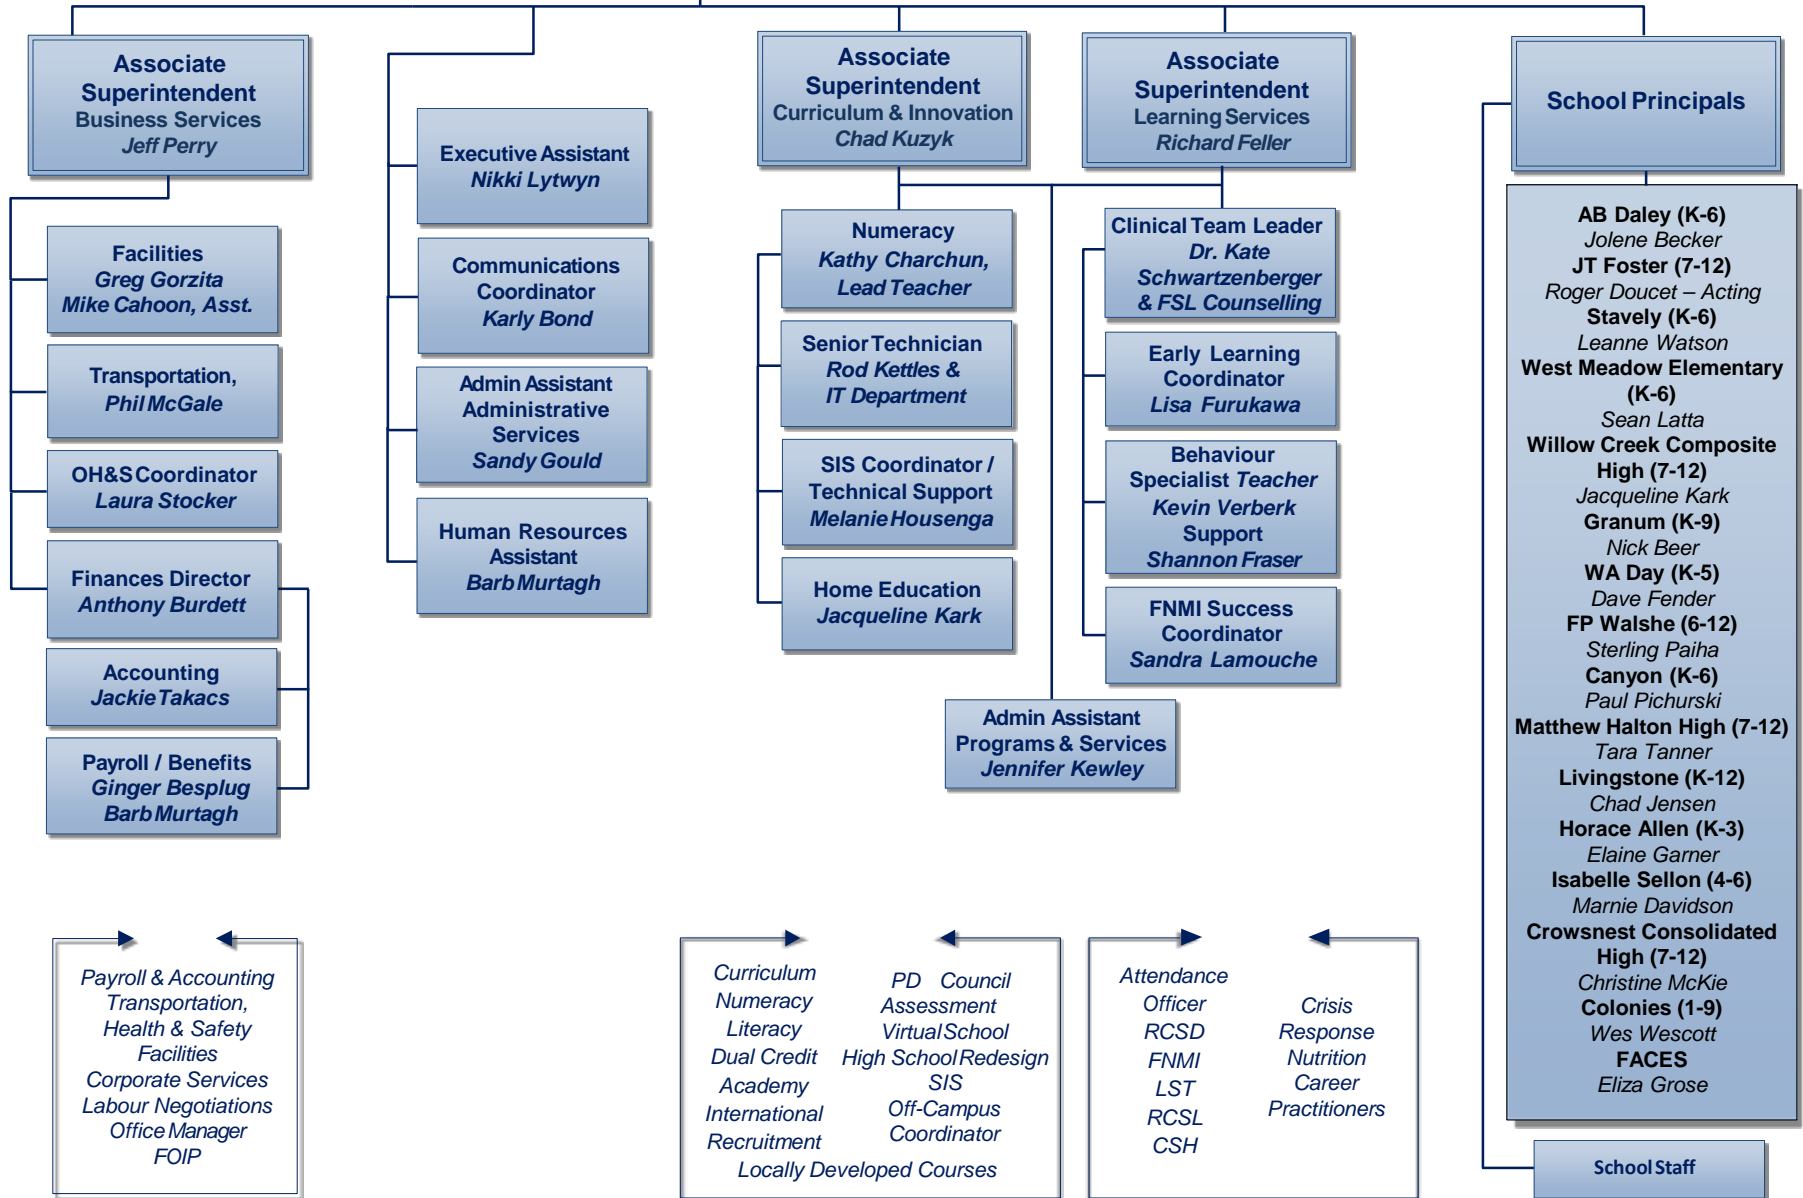 Associate
Superintendent
Business Services
Jeff Perry
Facilities
Greg Gorzita
Mike Cahoon, Asst.
Transportation,
Phil McGale
OH&S Coordinator
Laura Stocker
Finances Director
Anthony Burdett
Accounting
Jackie Takacs
Payroll / Benefits
Ginger Besplug
Barb Murtagh
Executive Assistant
Nikki Lytwyn
Communications
Coordinator
Karly Bond
Admin Assistant
Administrative
Services
Sandy Gould
Human Resources
Assistant
Barb Murtagh
Associate
Superintendent
Curriculum & Innovation
Chad Kuzyk
Numeracy
Kathy Charchun,
Lead Teacher
Senior Technician
Rod Kettles &
IT Department
SIS Coordinator /
Technical Support
Melanie Housenga
Home Education
Jacqueline Kark
Associate
Superintendent
Learning Services
Richard Feller
Clinical Team Leader
Dr. Kate
Schwartzenberger
& FSL Counselling
Early Learning
Coordinator
Lisa Furukawa
Behaviour
Specialist Teacher
Kevin Verberk
Support
Shannon Fraser
FNMI Success
Coordinator
Sandra Lamouche
Admin Assistant
Programs & Services
Jennifer Kewley
School Principals
AB Daley (K-6)
Jolene Becker
JT Foster (7-12)
Roger Doucet – Acting
Stavely (K-6)
Leanne Watson
West Meadow Elementary
(K-6)
Sean Latta
Willow Creek Composite
High (7-12)
Jacqueline Kark
Granum (K-9)
Nick Beer
WA Day (K-5)
Dave Fender
FP Walshe (6-12)
Sterling Paiha
Canyon (K-6)
Paul Pichurski
Matthew Halton High (7-12)
Tara Tanner
Livingstone (K-12)
Chad Jensen
Horace Allen (K-3)
Elaine Garner
Isabelle Sellon (4-6)
Marnie Davidson
Crowsnest Consolidated
High (7-12)
Christine McKie
Colonies (1-9)
Wes Wescott
FACES
Eliza Grose
School Staff
Payroll & Accounting
Transportation,
Health & Safety
Facilities
Corporate Services
Labour Negotiations
Office Manager
FOIP
Curriculum
Numeracy
Literacy
Dual Credit
Academy
International
Recruitment
PD Council
Assessment
Virtual School
High School Redesign
SIS
Off-Campus
Coordinator
Locally Developed Courses
Attendance
Officer
RCSD
FNMI
LST
RCSL
CSH
Crisis
Response
Nutrition
Career
Practitioners